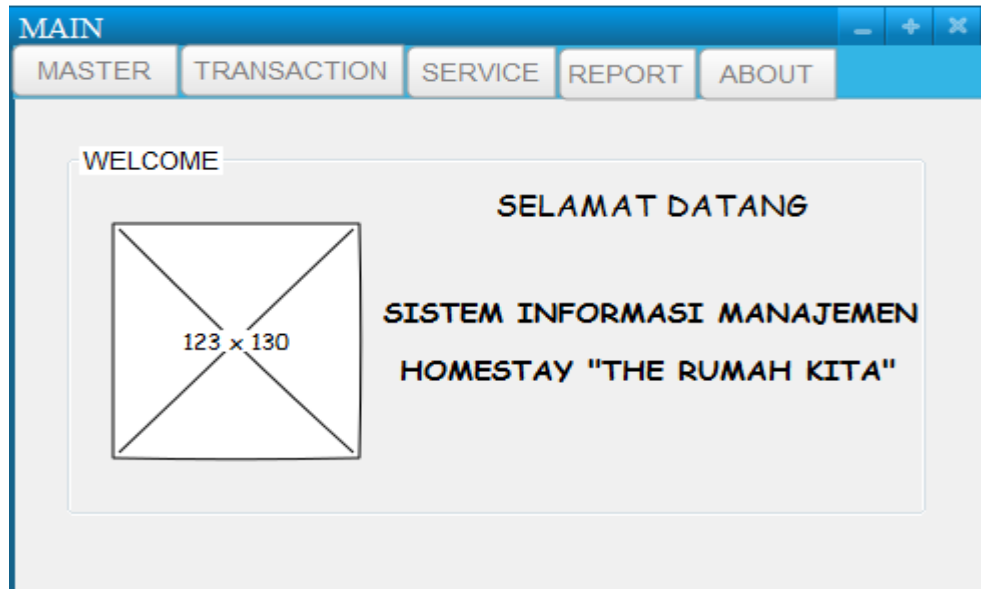 MAIN
MASTER TRANSACTION SERVICE REPORT ABOUT
WELCOME
SELAMAT DATANG
123 x 130
SISTEM INFORMASI MANAJEMEN
HOMESTAY "THE RUMAH KITA"